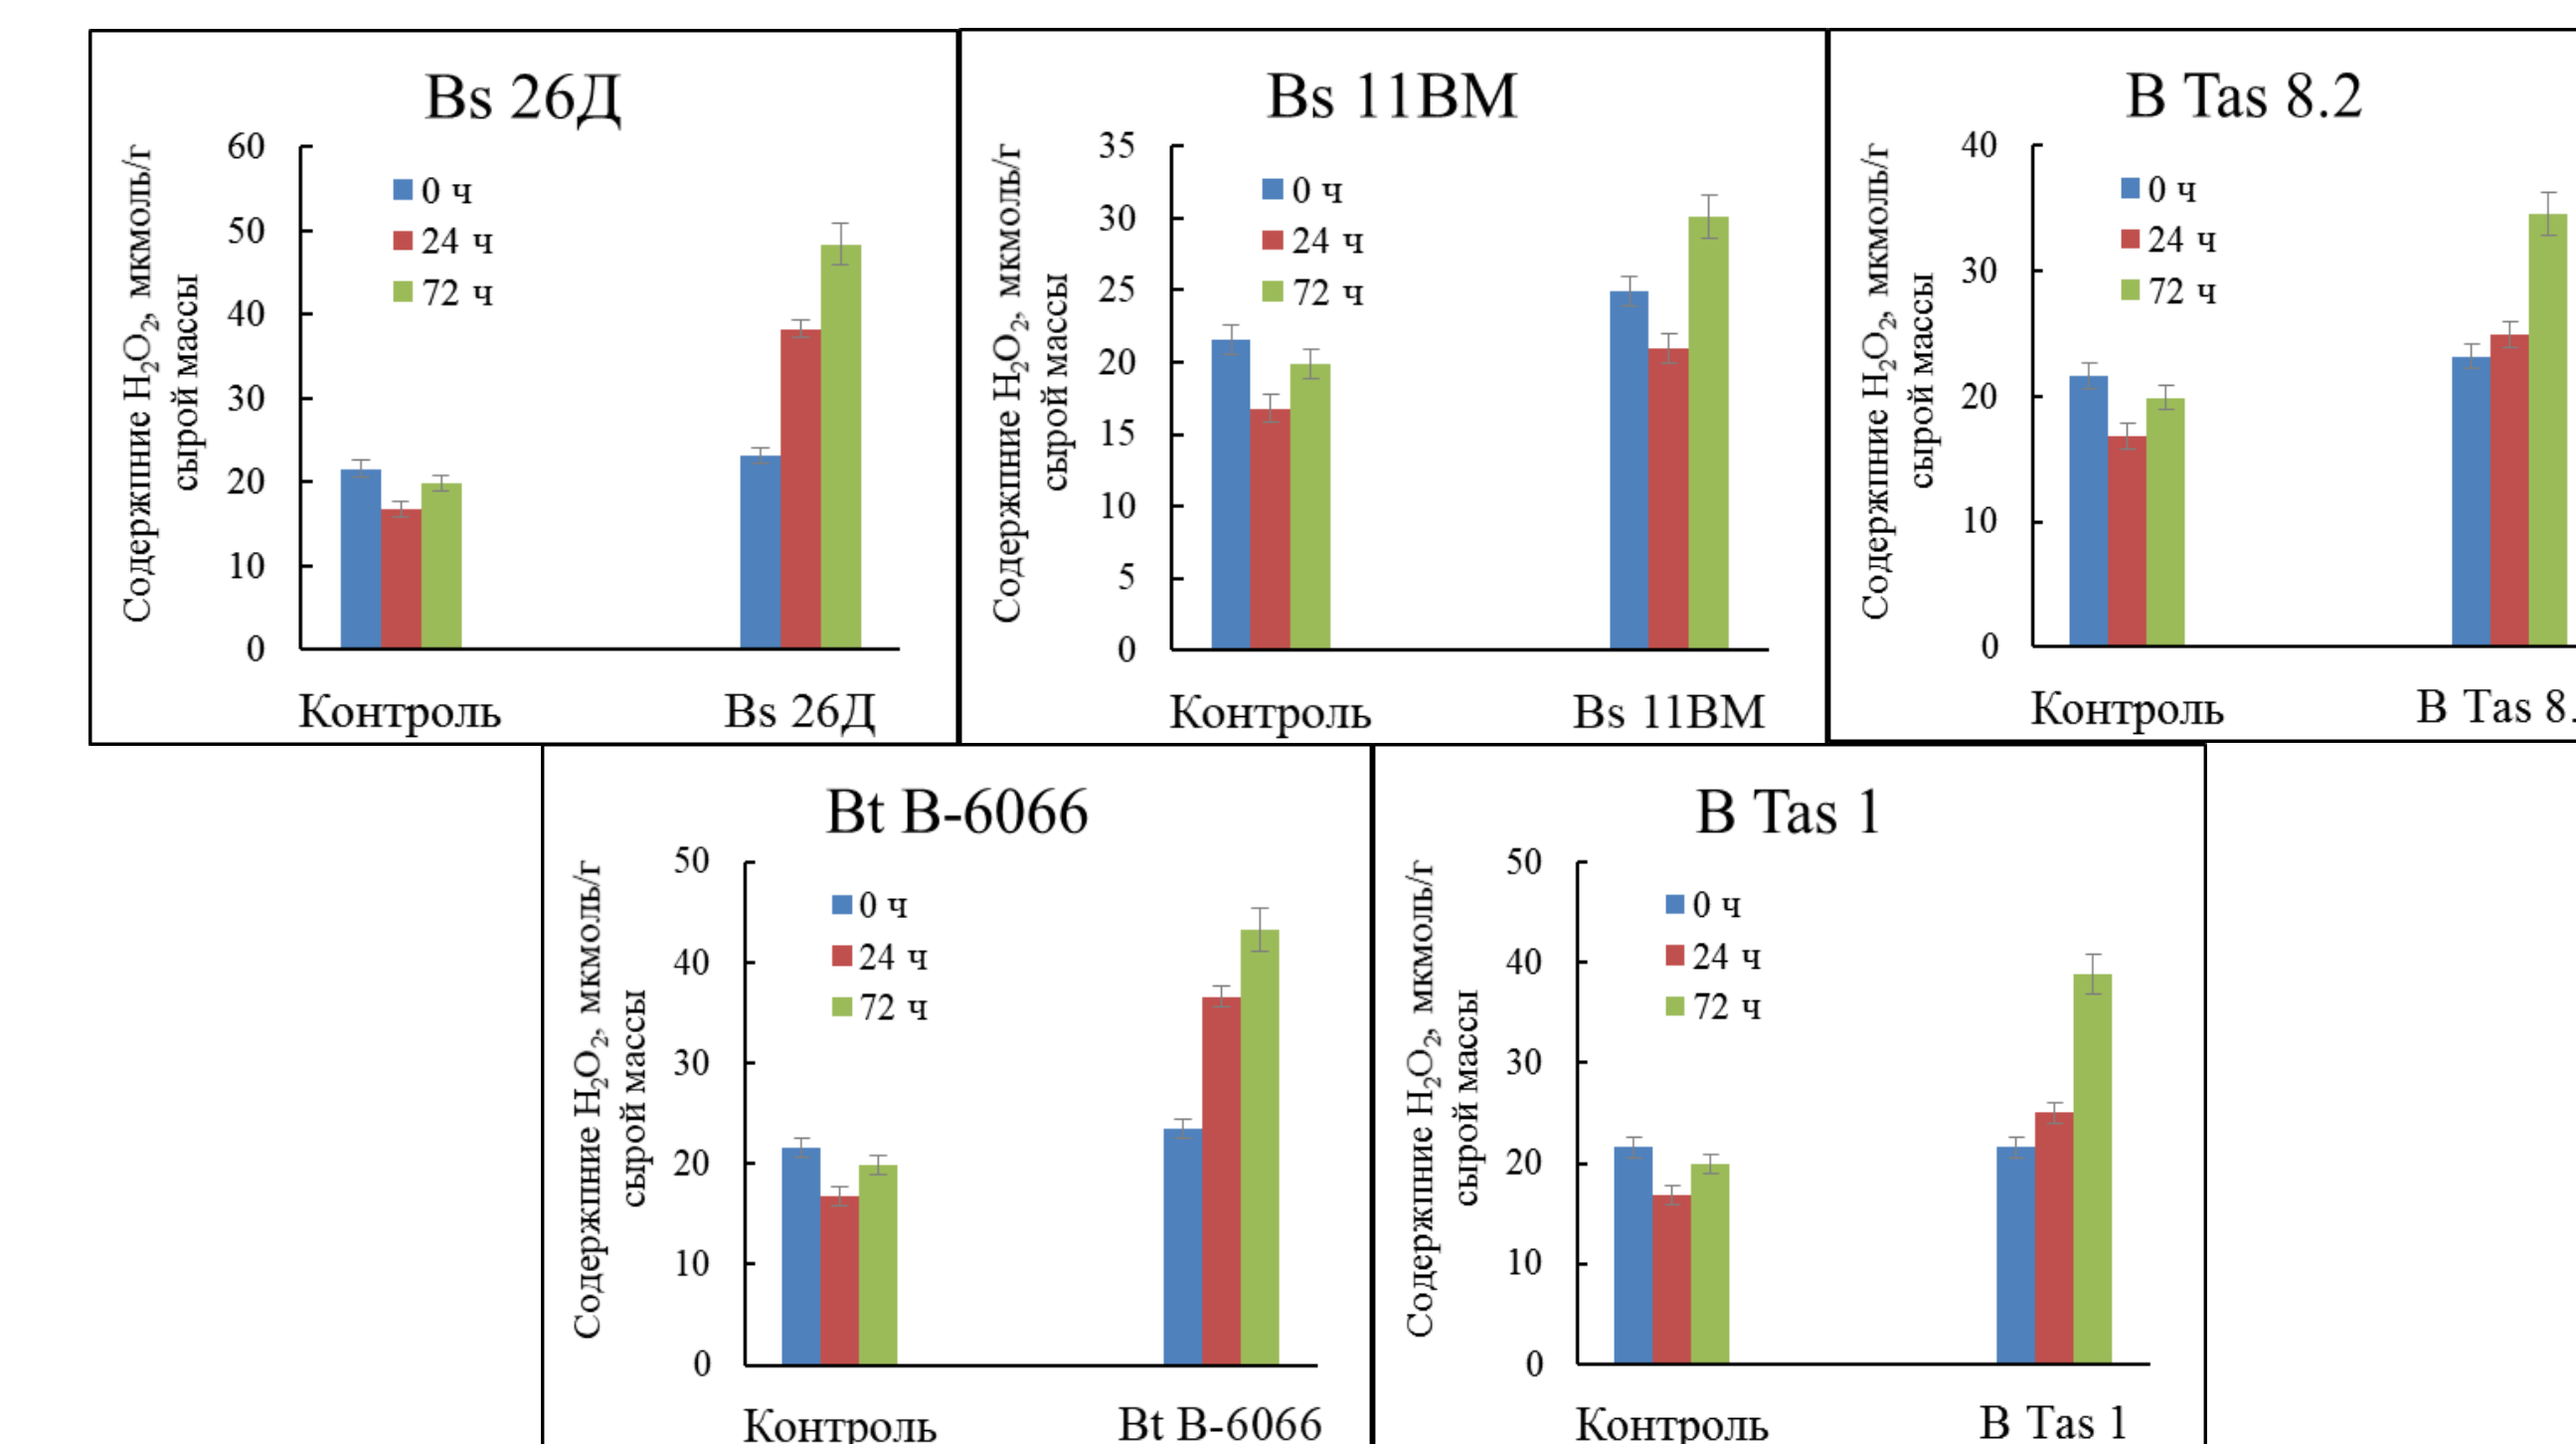 Bs 26Д
Содержпние H₂O₂, мкмоль/г
сырой массы
60
50
40
30
20
10
0
0 ч
24 ч
72 ч
Контроль
Bs 26Д
Bs 11ВМ
Содержпние H₂O₂, мкмоль/г
сырой массы
35
30
25
20
15
10
5
0
0 ч
24 ч
72 ч
Контроль
Bs 11ВМ
B Tas 8.2
Содержпние H₂O₂, мкмоль/г
сырой массы
40
30
20
10
0
0 ч
24 ч
72 ч
Контроль
B Tas 8.
Bt B-6066
Содержпние H₂O₂, мкмоль/г
сырой массы
50
40
30
20
10
0
0 ч
24 ч
72 ч
Контроль
Bt B-6066
B Tas 1
Содержпние H₂O₂, мкмоль/г
сырой массы
50
40
30
20
10
0
0 ч
24 ч
72 ч
Контроль
B Tas 1